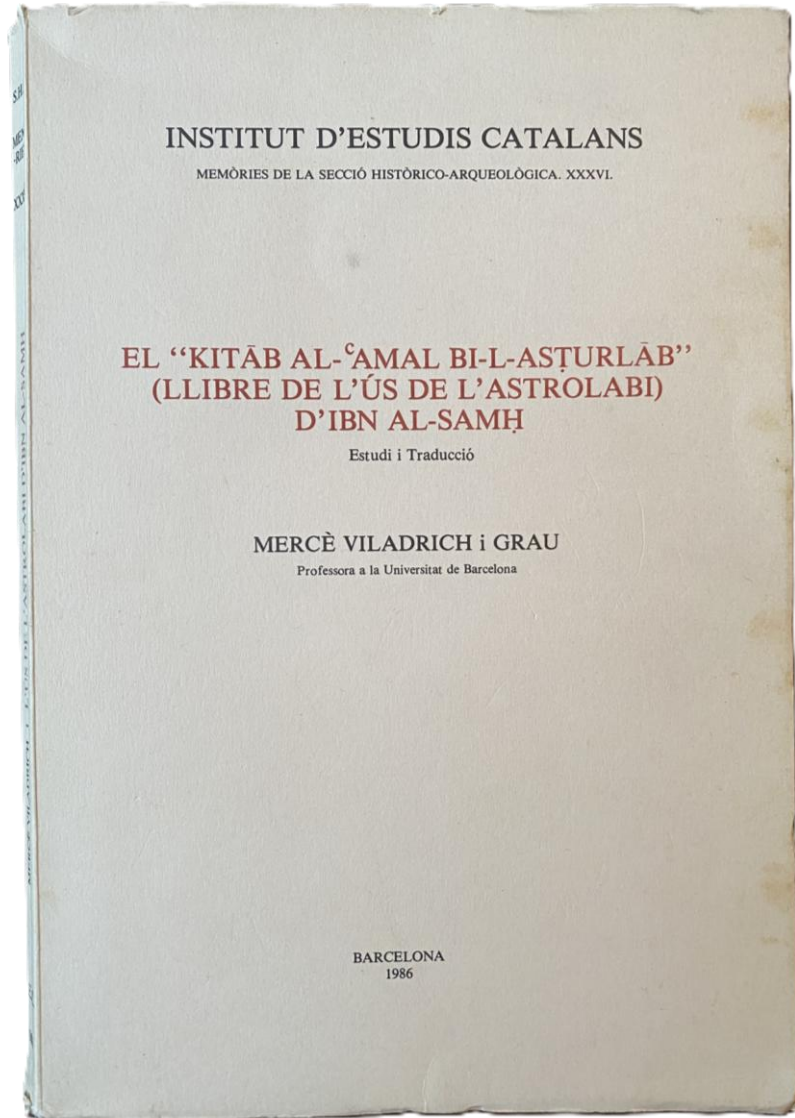 INSTITUT D'ESTUDIS CATALANS
MEMÒRIES DE LA SECCIÓ HISTÒRICO-ARQUEOLÒGICA. XXXVI.
EL “KITĀB AL-ᶜAMAL BI-L-ASṬURLĀB”
(LLIBRE DE L'ÚS DE L'ASTROLABI)
D'IBN AL-SAMḤ
Estudi i Traducció
MERCÈ VILADRICH i GRAU
Professora a la Universitat de Barcelona
BARCELONA
1986